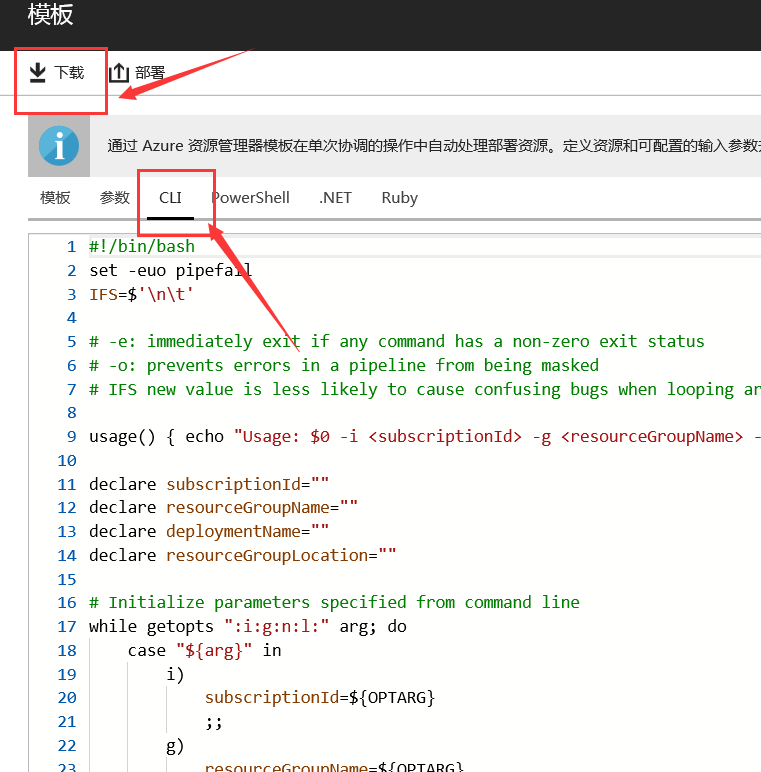 模板
下载 部署
通过 Azure 资源管理器模板在单次协调的操作中自动处理部署资源。定义资源和可配置的输入参数
模板 参数 CLI PowerShell .NET Ruby
1 #!/bin/bash
2 set -euo pipefail
3 IFS=$'\n\t'
4
5 # -e: immediately exit if any command has a non-zero exit status
6 # -o: prevents errors in a pipeline from being masked
7 # IFS new value is less likely to cause confusing bugs when looping ar
8
9 usage() { echo "Usage: $0 -i <subscriptionId> -g <resourceGroupName> -
10
11 declare subscriptionId=""
12 declare resourceGroupName=""
13 declare deploymentName=""
14 declare resourceGroupLocation=""
15
16 # Initialize parameters specified from command line
17 while getopts ":i:g:n:l:" arg; do
18 case "${arg}" in
19 i)
20 subscriptionId=${OPTARG}
21 ;;
22 g)
23 resourceGroupName=${OPTARG}